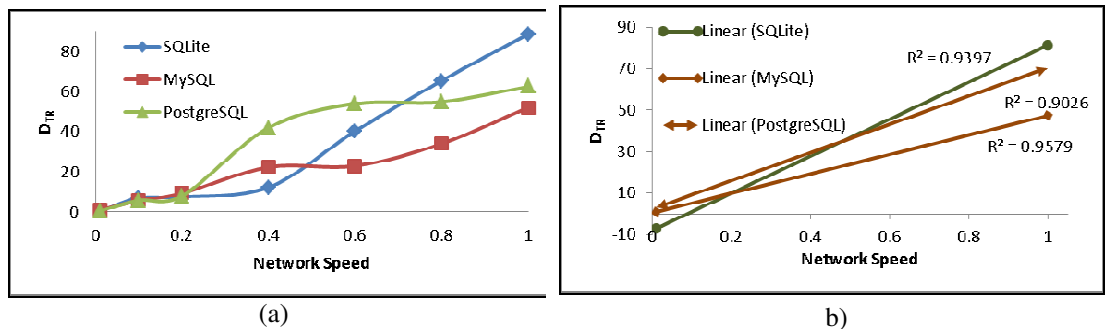 (a)
80
60
40
20
0
D_TR
SQLite
MySQL
PostgreSQL
0 0.2 0.4 0.6 0.8 1
Network Speed
b)
90
70
50
30
10
-10
D_TR
Linear (SQLite)
Linear (MySQL)
Linear (PostgreSQL)
R² = 0.9397
R² = 0.9026
R² = 0.9579
0 0.2 0.4 0.6 0.8 1
Network Speed
(a)
b)